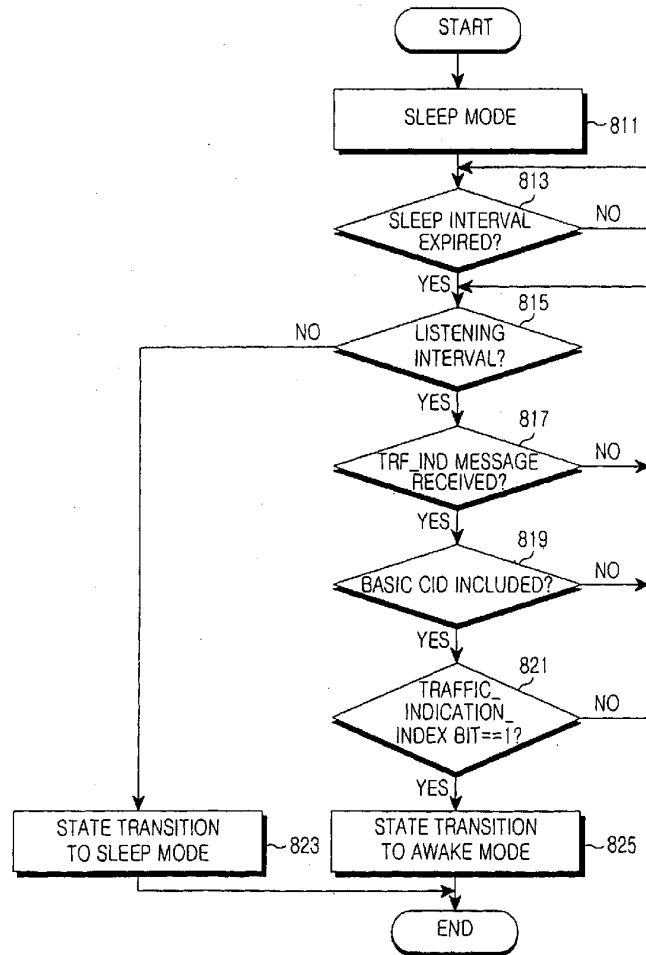 START
SLEEP MODE
811
813
SLEEP INTERVAL
EXPIRED?
NO
YES
815
NO
LISTENING
INTERVAL?
YES
817
TRF_IND MESSAGE
RECEIVED?
NO
YES
819
BASIC CID INCLUDED?
NO
YES
821
TRAFFIC_
INDICATION_
INDEX BIT==1?
NO
YES
STATE TRANSITION
TO SLEEP MODE
823
STATE TRANSITION
TO AWAKE MODE
825
END